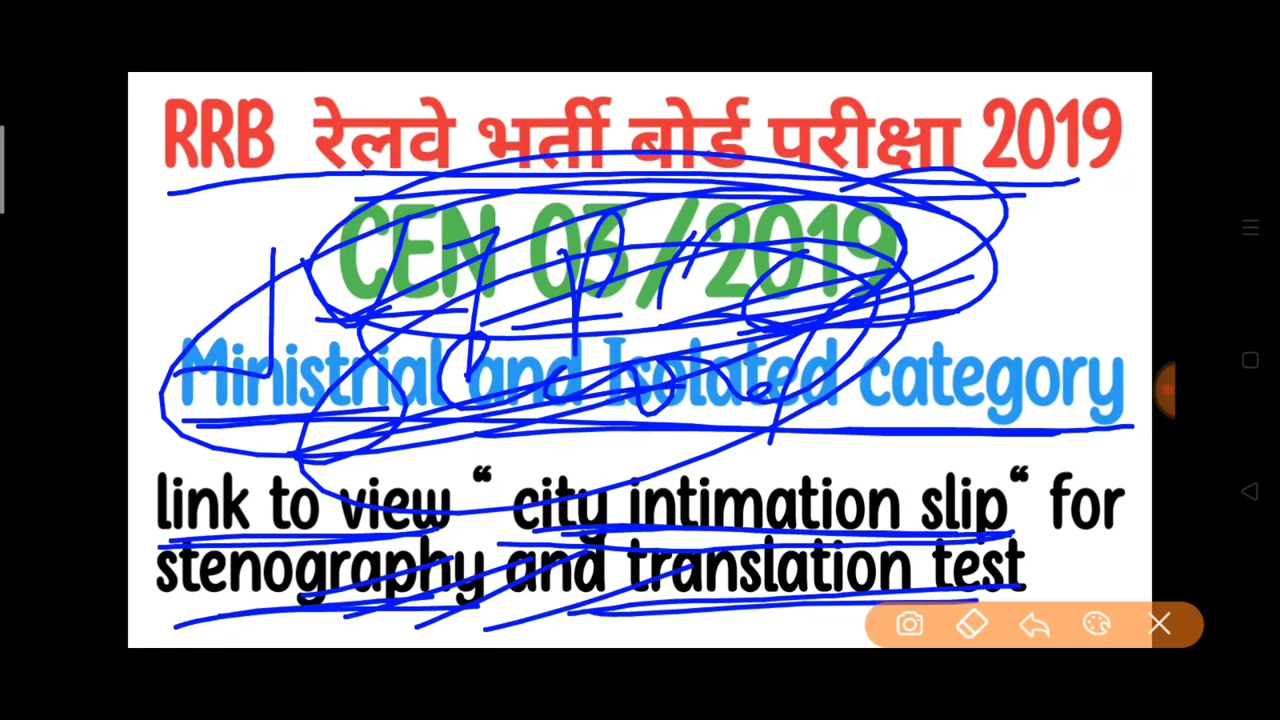 RRB रेलवे भर्ती बोर्ड परीक्षा 2019
CEN 03/2019
Ministrial and Isolated category
link to view “ city intimation slip“ for
stenography and translation test